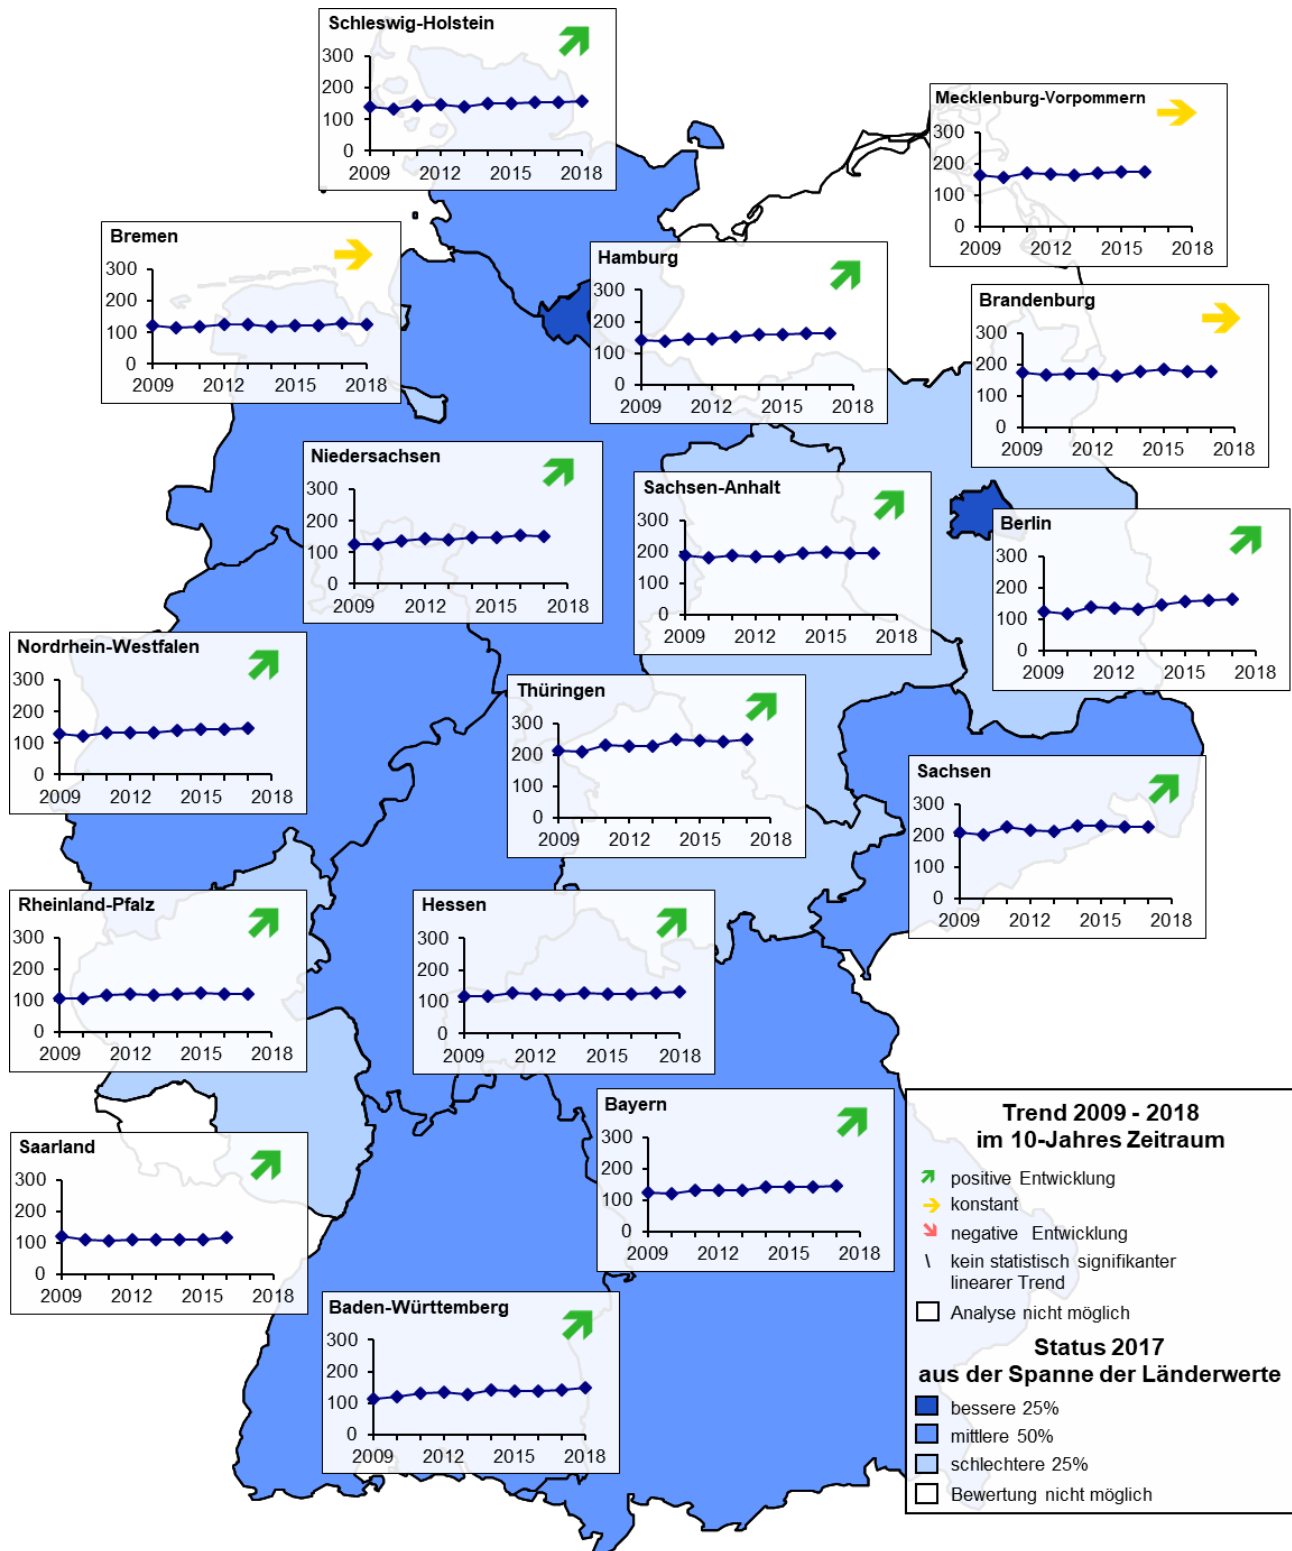 Schleswig-Holstein
300
200
100
0
2009 2012 2015 2018
Mecklenburg-Vorpommern
300
200
100
0
2009 2012 2015 2018
Bremen
300
200
100
0
2009 2012 2015 2018
Hamburg
300
200
100
0
2009 2012 2015 2018
Brandenburg
300
200
100
0
2009 2012 2015 2018
Niedersachsen
300
200
100
0
2009 2012 2015 2018
Sachsen-Anhalt
300
200
100
0
2009 2012 2015 2018
Berlin
300
200
100
0
2009 2012 2015 2018
Nordrhein-Westfalen
300
200
100
0
2009 2012 2015 2018
Thüringen
300
200
100
0
2009 2012 2015 2018
Sachsen
300
200
100
0
2009 2012 2015 2018
Rheinland-Pfalz
300
200
100
0
2009 2012 2015 2018
Hessen
300
200
100
0
2009 2012 2015 2018
Bayern
300
200
100
0
2009 2012 2015 2018
Saarland
300
200
100
0
2009 2012 2015 2018
Baden-Württemberg
300
200
100
0
2009 2012 2015 2018
Trend 2009 - 2018
im 10-Jahres Zeitraum
positive Entwicklung
konstant
negative Entwicklung
\ kein statistisch signifikanter
linearer Trend
Analyse nicht möglich
Status 2017
aus der Spanne der Länderwerte
bessere 25%
mittlere 50%
schlechtere 25%
Bewertung nicht möglich